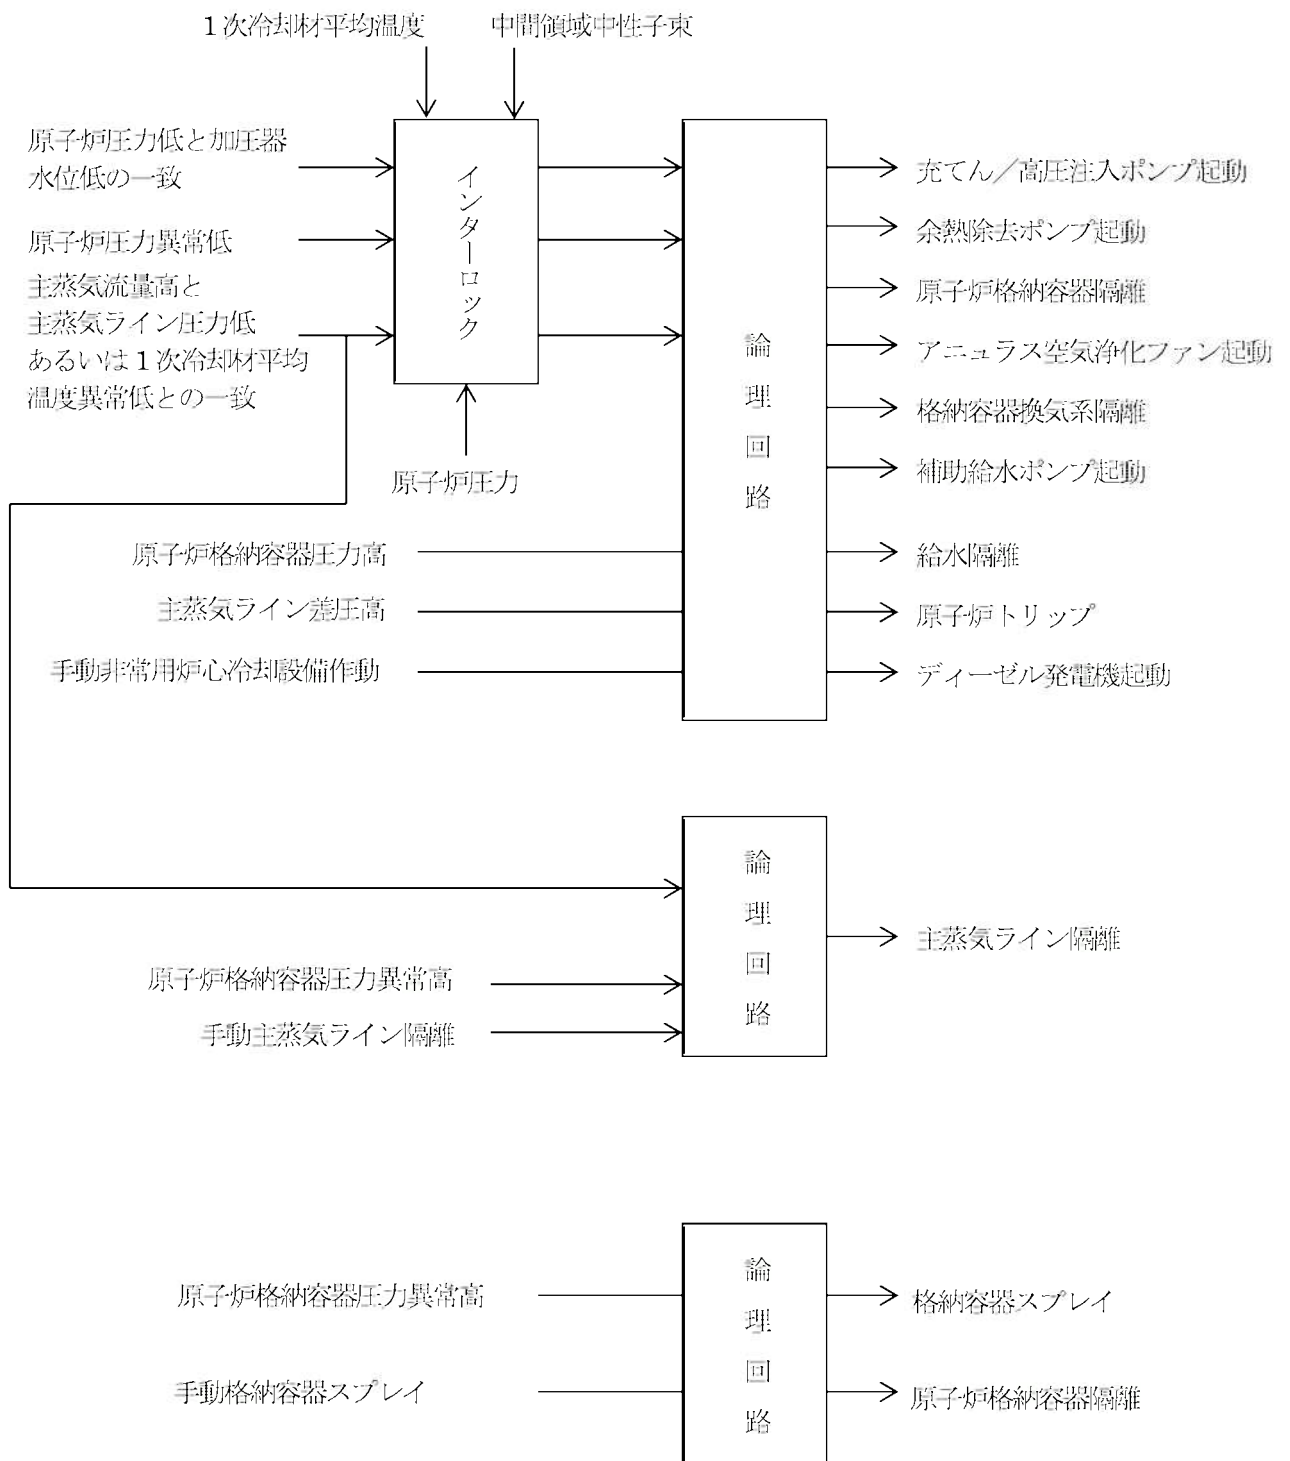 １次冷却材平均温度
中間領域中性子束
原子炉圧力低と加圧器
水位低の一致
原子炉圧力異常低
主蒸気流量高と
主蒸気ライン圧力低
あるいは１次冷却材平均
温度異常低との一致
インターロック
原子炉圧力
原子炉格納容器圧力高
主蒸気ライン差圧高
手動非常用炉心冷却設備作動
論理回路
充てん／高圧注入ポンプ起動
余熱除去ポンプ起動
原子炉格納容器隔離
アニュラス空気浄化ファン起動
格納容器換気系隔離
補助給水ポンプ起動
給水隔離
原子炉トリップ
ディーゼル発電機起動
原子炉格納容器圧力異常高
手動主蒸気ライン隔離
論理回路
主蒸気ライン隔離
原子炉格納容器圧力異常高
手動格納容器スプレイ
論理回路
格納容器スプレイ
原子炉格納容器隔離